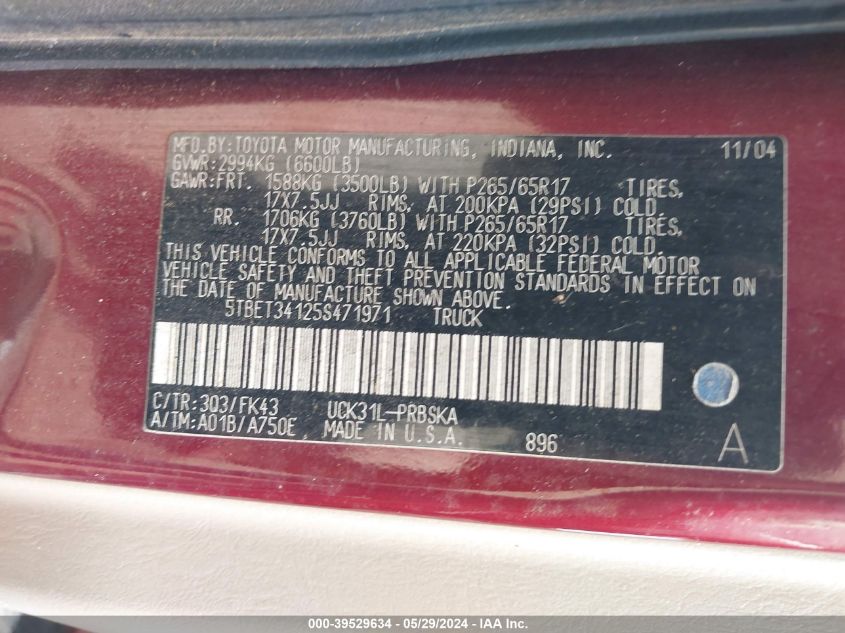 MFD.BY:TOYOTA MOTOR MANUFACTURING, INDIANA, INC. 11/04
GVWR:2994KG (6600LB)
GAWR:FRT. 1588KG (3500LB) WITH P265/65R17 TIRES,
17X7.5JJ RIMS, AT 200KPA (29PSI) COLD.
RR. 1706KG (3760LB) WITH P265/65R17 TIRES,
17X7.5JJ RIMS, AT 220KPA (32PSI) COLD.
THIS VEHICLE CONFORMS TO ALL APPLICABLE FEDERAL MOTOR
VEHICLE SAFETY AND THEFT PREVENTION STANDARDS IN EFFECT ON
THE DATE OF MANUFACTURE SHOWN ABOVE.
5TBET34125S471971 TRUCK
C/TR:3Q3/FK43 UCK31L-PRBSKA
A/TM:A01B/A750E MADE IN U.S.A. 896 A
000-39529634 - 05/29/2024 - IAA Inc.